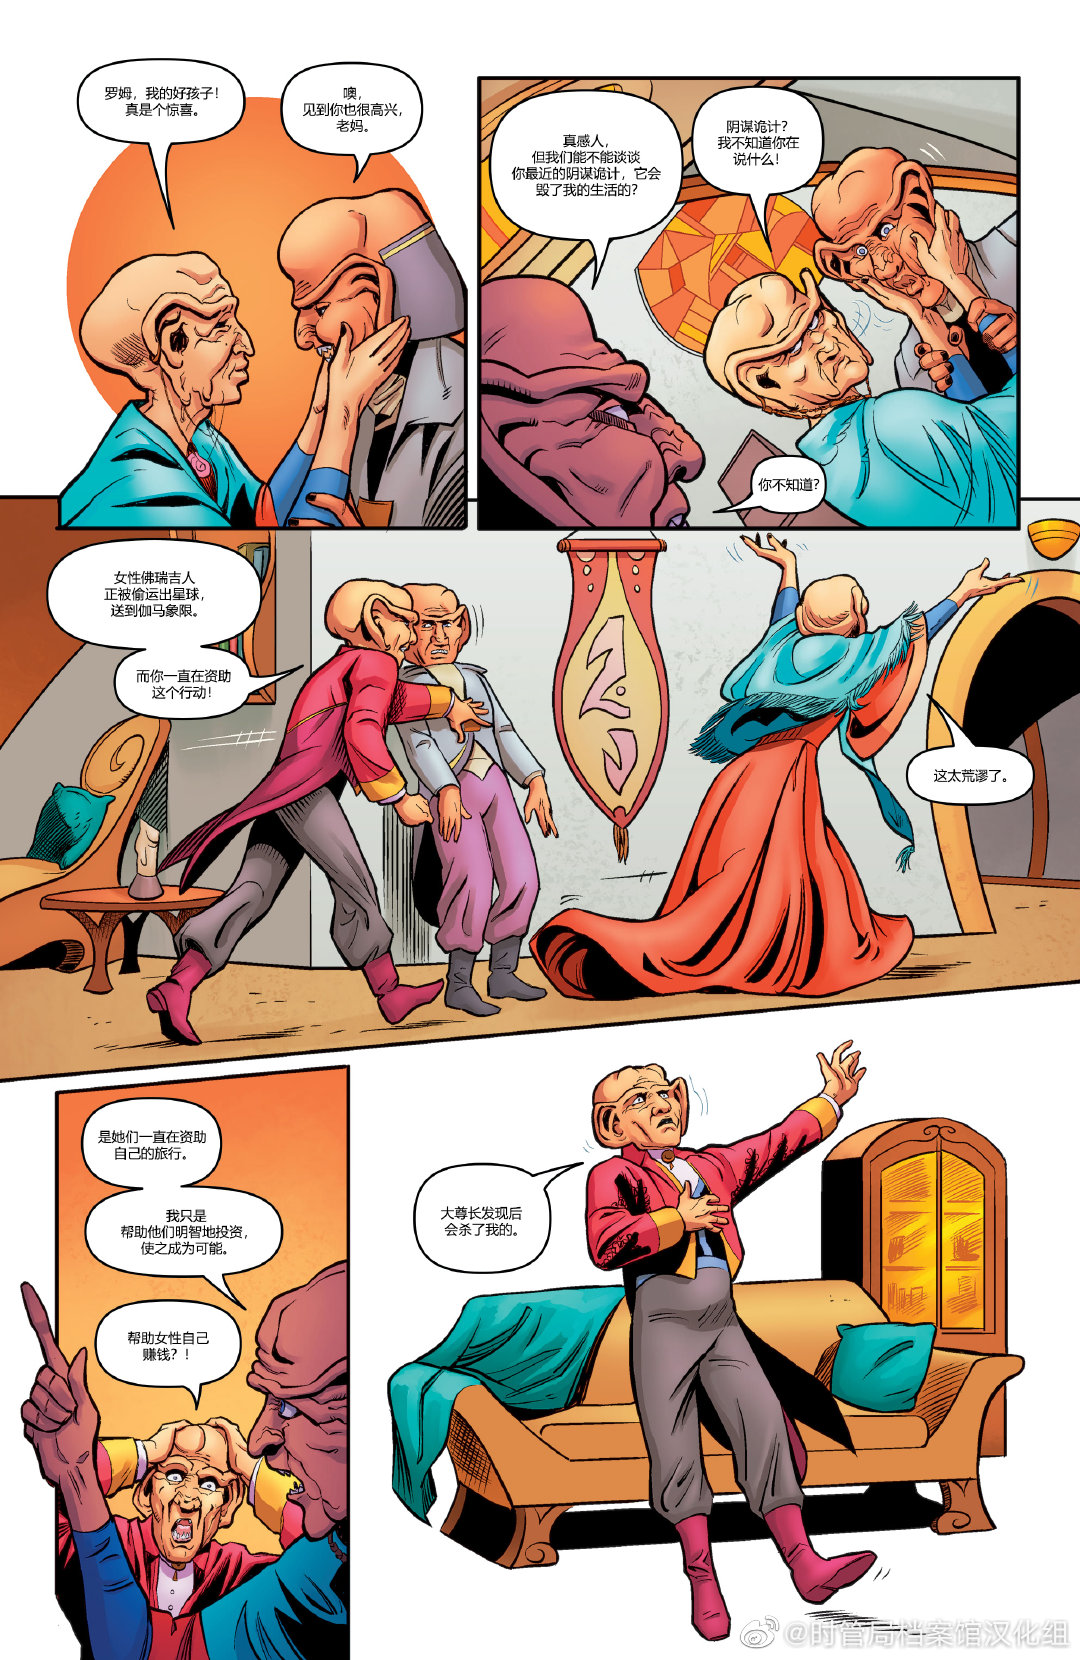 罗姆，我的好孩子！
真是个惊喜。
噢，
见到你也很高兴，
老妈。
真感人，
但我们能不能谈谈
你最近的阴谋诡计，它会
毁了我的生活的？
阴谋诡计？
我不知道你在
说什么！
你不知道？
女性佛瑞吉人
正被偷运出星球，
送到伽马象限。
而你一直在资助
这个行动！
这太荒谬了。
是她们一直在资助
自己的旅行。
我只是
帮助他们明智地投资，
使之成为可能。
帮助女性自己
赚钱？！
大尊长发现后
会杀了我的。
@时管局档案馆汉化组